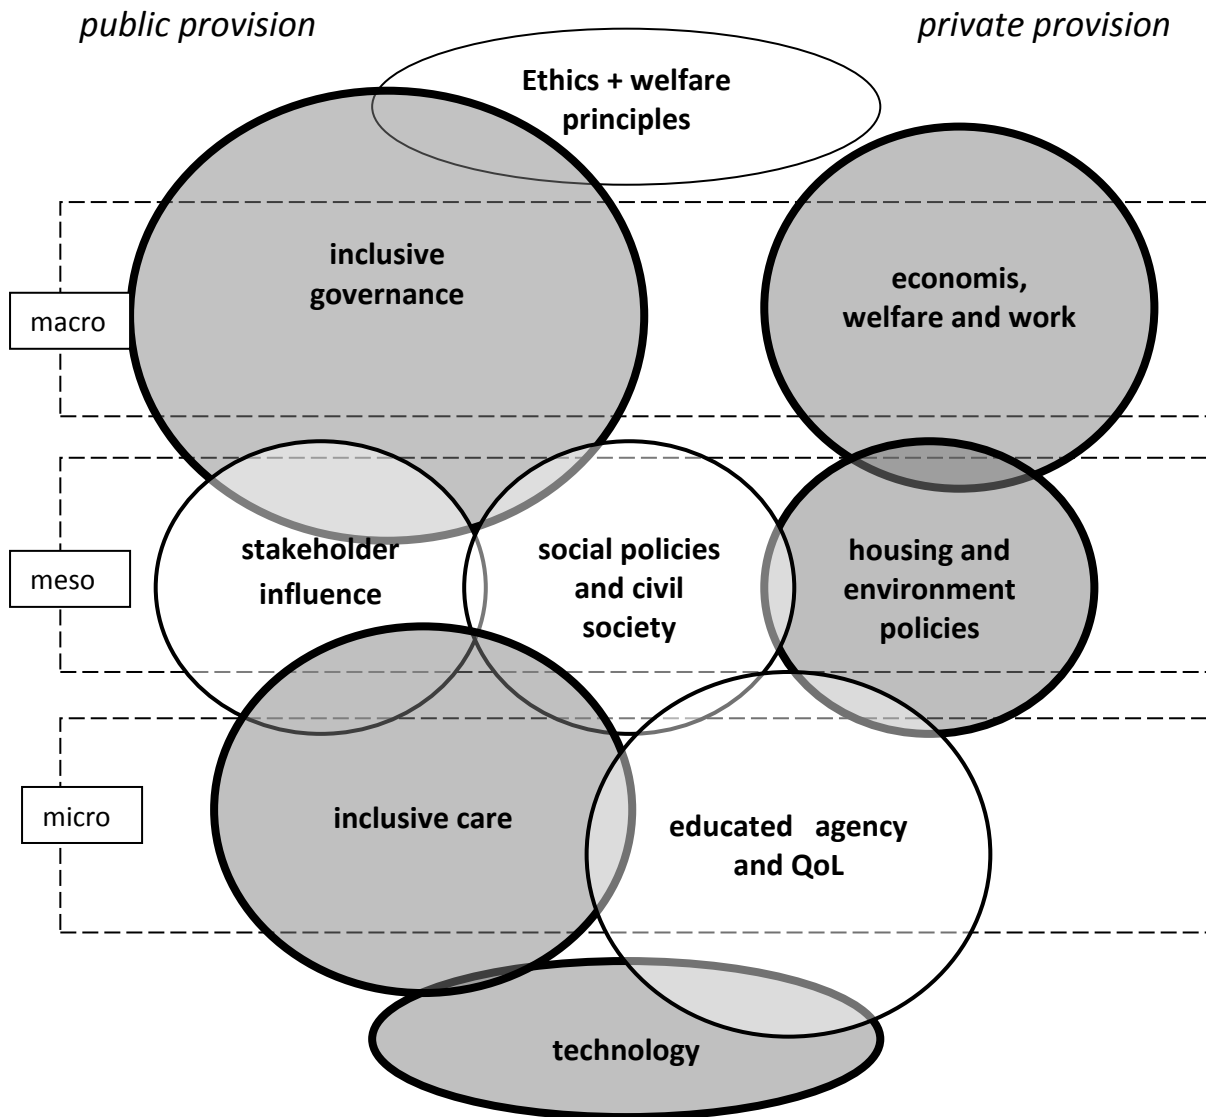 public provision
private provision
Ethics + welfare
principles
inclusive
governance
economis,
welfare and work
macro
stakeholder
influence
social policies
and civil
society
housing and
environment
policies
meso
inclusive care
educated agency
and QoL
micro
technology